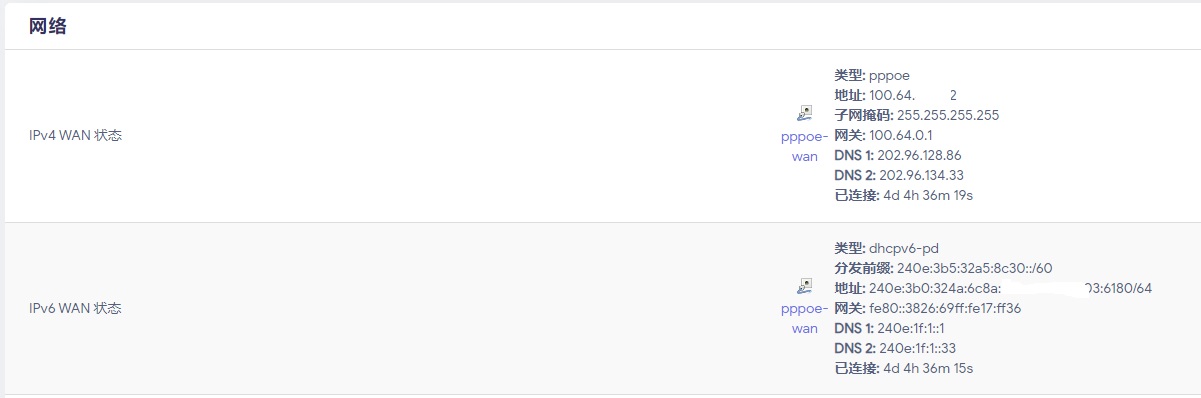 网络
IPv4 WAN 状态
pppoe-
wan
类型: pppoe
地址: 100.64. 2
子网掩码: 255.255.255.255
网关: 100.64.0.1
DNS 1: 202.96.128.86
DNS 2: 202.96.134.33
已连接: 4d 4h 36m 19s
IPv6 WAN 状态
pppoe-
wan
类型: dhcpv6-pd
分发前缀: 240e:3b5:32a5:8c30::/60
地址: 240e:3b0:324a:6c8a: 03:6180/64
网关: fe80::3826:69ff:fe17:ff36
DNS 1: 240e:1f:1::1
DNS 2: 240e:1f:1::33
已连接: 4d 4h 36m 15s